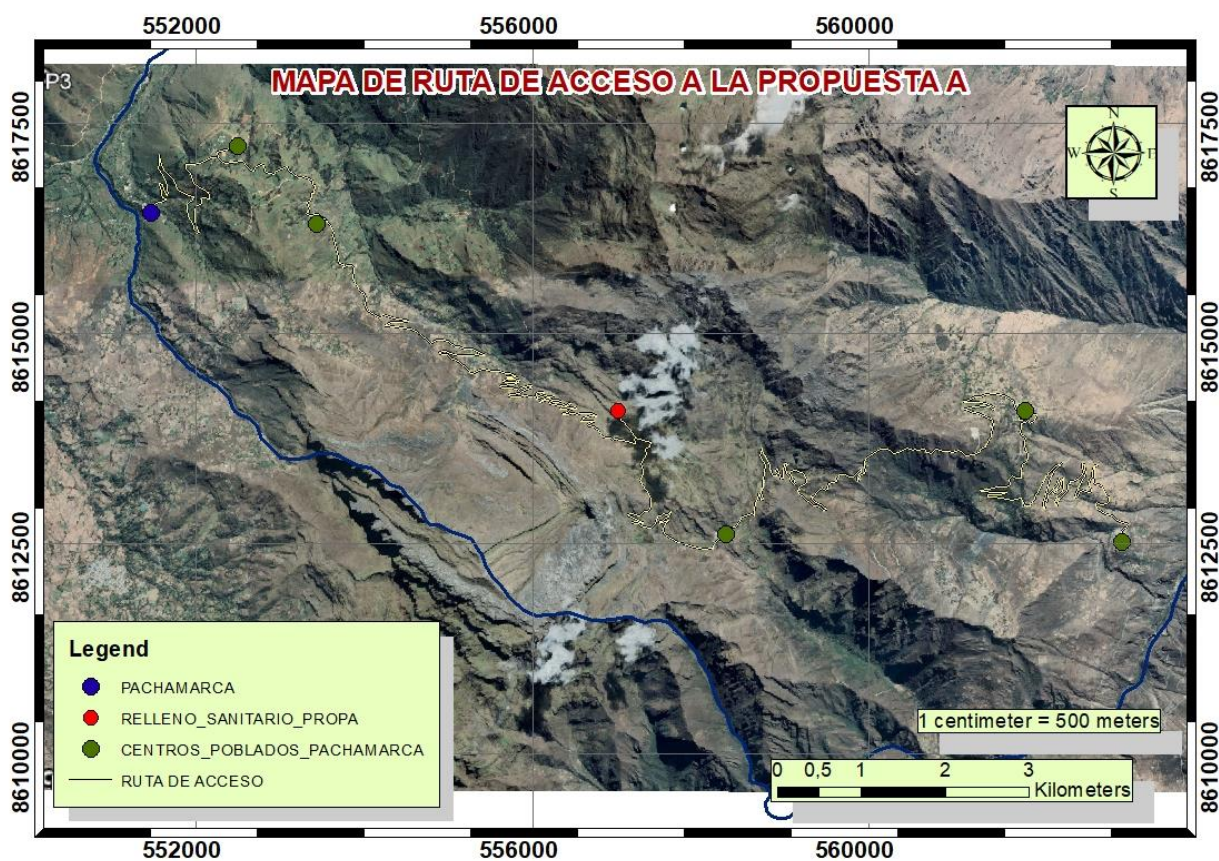 552000 556000 560000
P3
MAPA DE RUTA DE ACCESO A LA PROPUESTA A
8617500 8617500
N
W E
S
8615000 8615000
8612500 8612500
Legend
PACHAMARCA
RELLENO_SANITARIO_PROPA
CENTROS_POBLADOS_PACHAMARCA
RUTA DE ACCESO
1 centimeter = 500 meters
8610000 8610000
0 0,5 1 2 3
Kilometers
552000 556000 560000